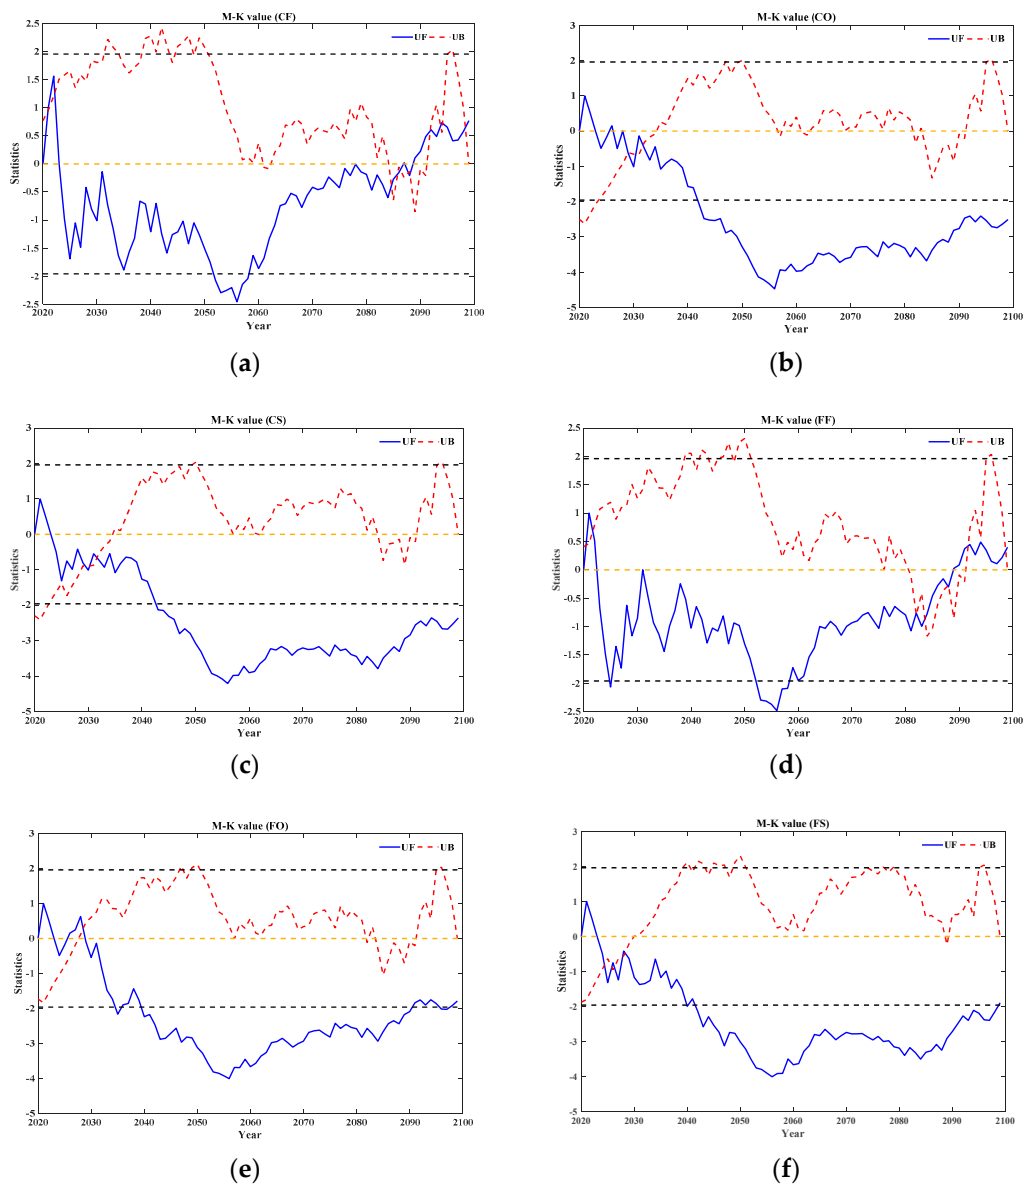 M-K value (CF)
UF UB
2.5
2
1.5
1
0.5
0
-0.5
-1
-1.5
-2
-2.5
Statistics
2020 2030 2040 2050 2060 2070 2080 2090 2100
Year
(a)
M-K value (CO)
UF UB
3
2
1
0
-1
-2
-3
-4
-5
Statistics
2020 2030 2040 2050 2060 2070 2080 2090 2100
Year
(b)
M-K value (CS)
UF UB
3
2
1
0
-1
-2
-3
-4
-5
Statistics
2020 2030 2040 2050 2060 2070 2080 2090 2100
Year
(c)
M-K value (FF)
UF UB
2.5
2
1.5
1
0.5
0
-0.5
-1
-1.5
-2
-2.5
Statistics
2020 2030 2040 2050 2060 2070 2080 2090 2100
Year
(d)
M-K value (FO)
UF UB
3
2
1
0
-1
-2
-3
-4
-5
Statistics
2020 2030 2040 2050 2060 2070 2080 2090 2100
Year
(e)
M-K value (FS)
UF UB
3
2
1
0
-1
-2
-3
-4
-5
Statistics
2020 2030 2040 2050 2060 2070 2080 2090 2100
Year
(f)